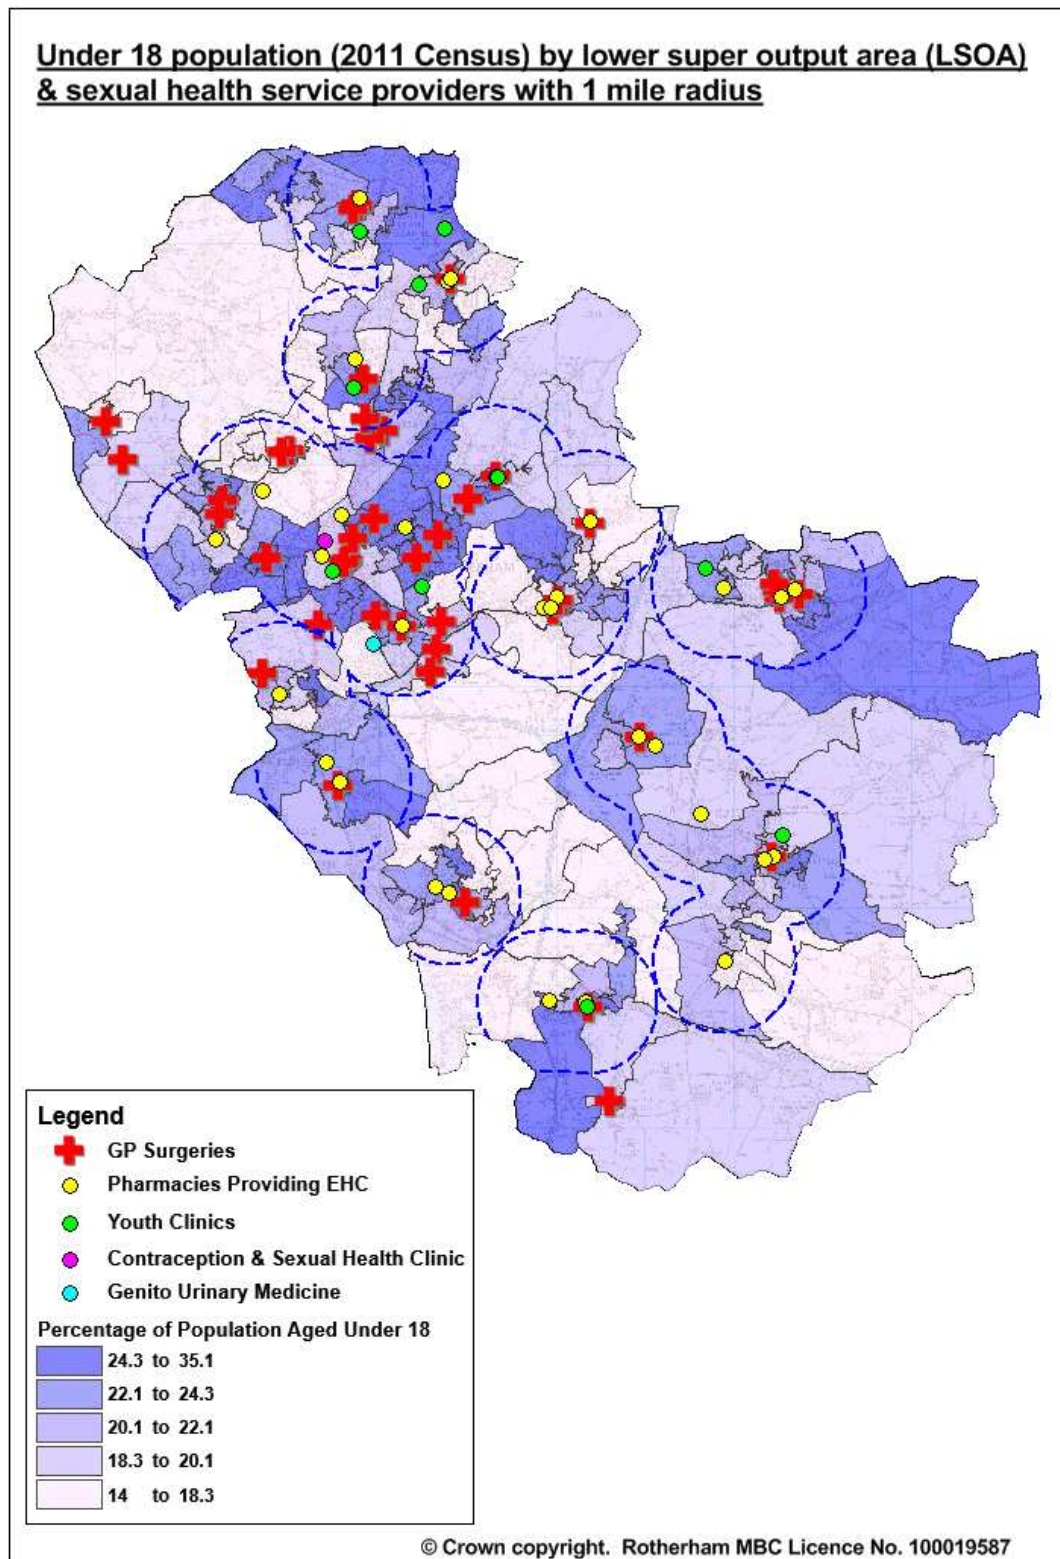 Under 18 population (2011 Census) by lower super output area (LSOA)
& sexual health service providers with 1 mile radius
Legend
GP Surgeries
Pharmacies Providing EHC
Youth Clinics
Contraception & Sexual Health Clinic
Genito Urinary Medicine
Percentage of Population Aged Under 18
24.3 to 35.1
22.1 to 24.3
20.1 to 22.1
18.3 to 20.1
14 to 18.3
© Crown copyright. Rotherham MBC Licence No. 100019587